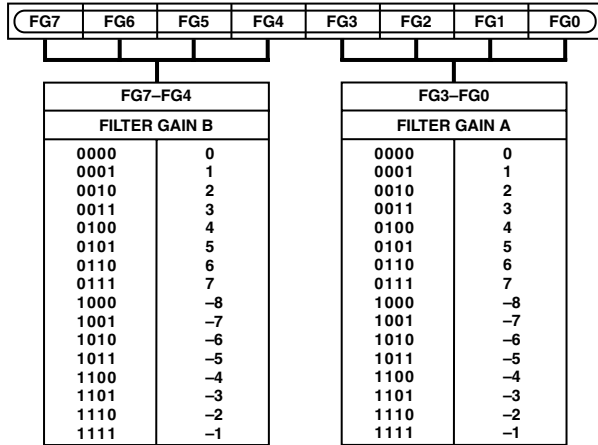 FG7 FG6 FG5 FG4 FG3 FG2 FG1 FG0
FG7–FG4 FG3–FG0
FILTER GAIN B FILTER GAIN A
0000 0 0000 0
0001 1 0001 1
0010 2 0010 2
0011 3 0011 3
0100 4 0100 4
0101 5 0101 5
0110 6 0110 6
0111 7 0111 7
1000 –8 1000 –8
1001 –7 1001 –7
1010 –6 1010 –6
1011 –5 1011 –5
1100 –4 1100 –4
1101 –3 1101 –3
1110 –2 1110 –2
1111 –1 1111 –1